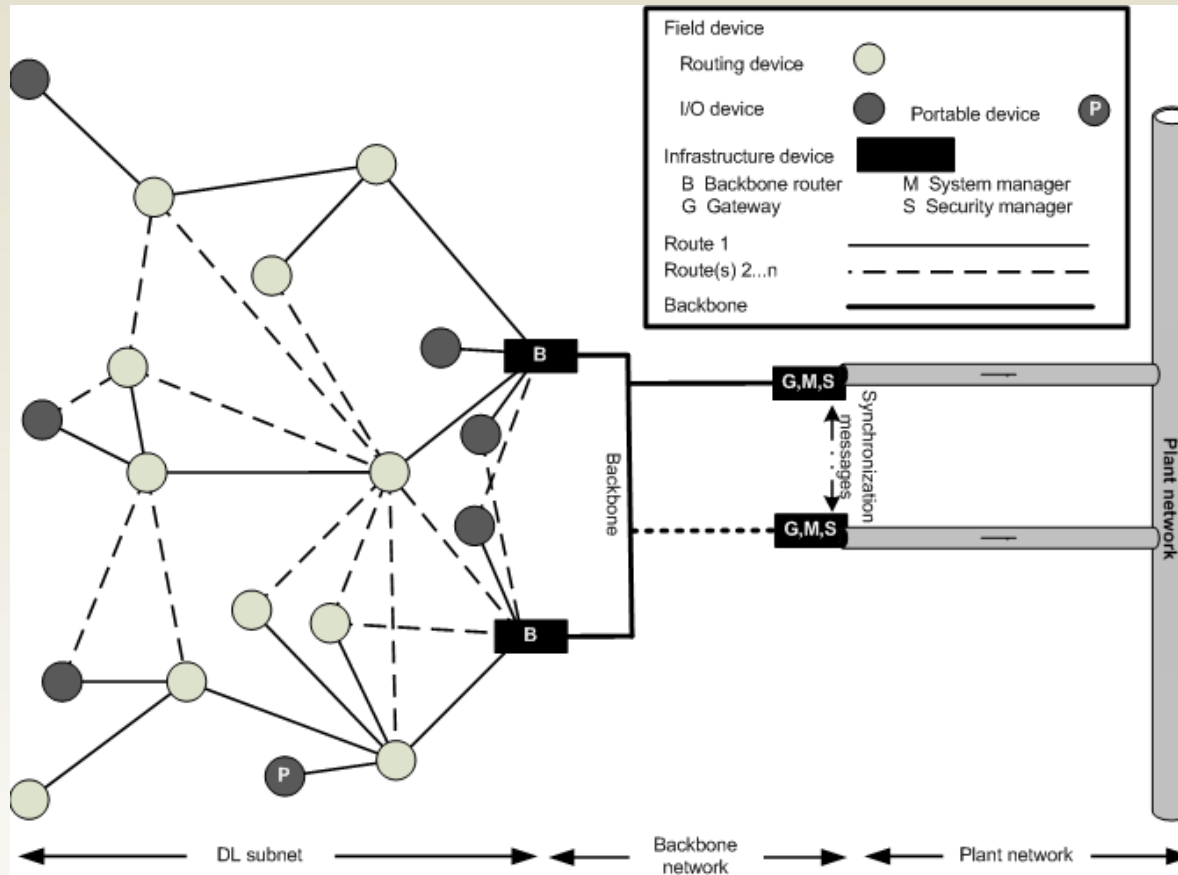 Field device
Routing device
I/O device
Portable device
P
Infrastructure device
B Backbone router
M System manager
G Gateway
S Security manager
Route 1
Route(s) 2...n
Backbone
B
G,M,S
Synchronization
messages
Backbone
Plant network
G,M,S
B
P
DL subnet
Backbone
network
Plant network